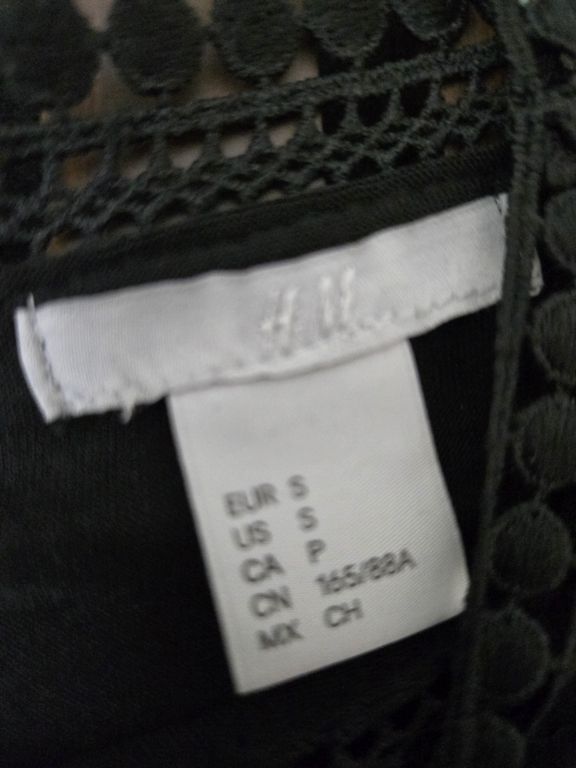 H&M
EUR S
US S
CA P
CN 165/88A
MX CH